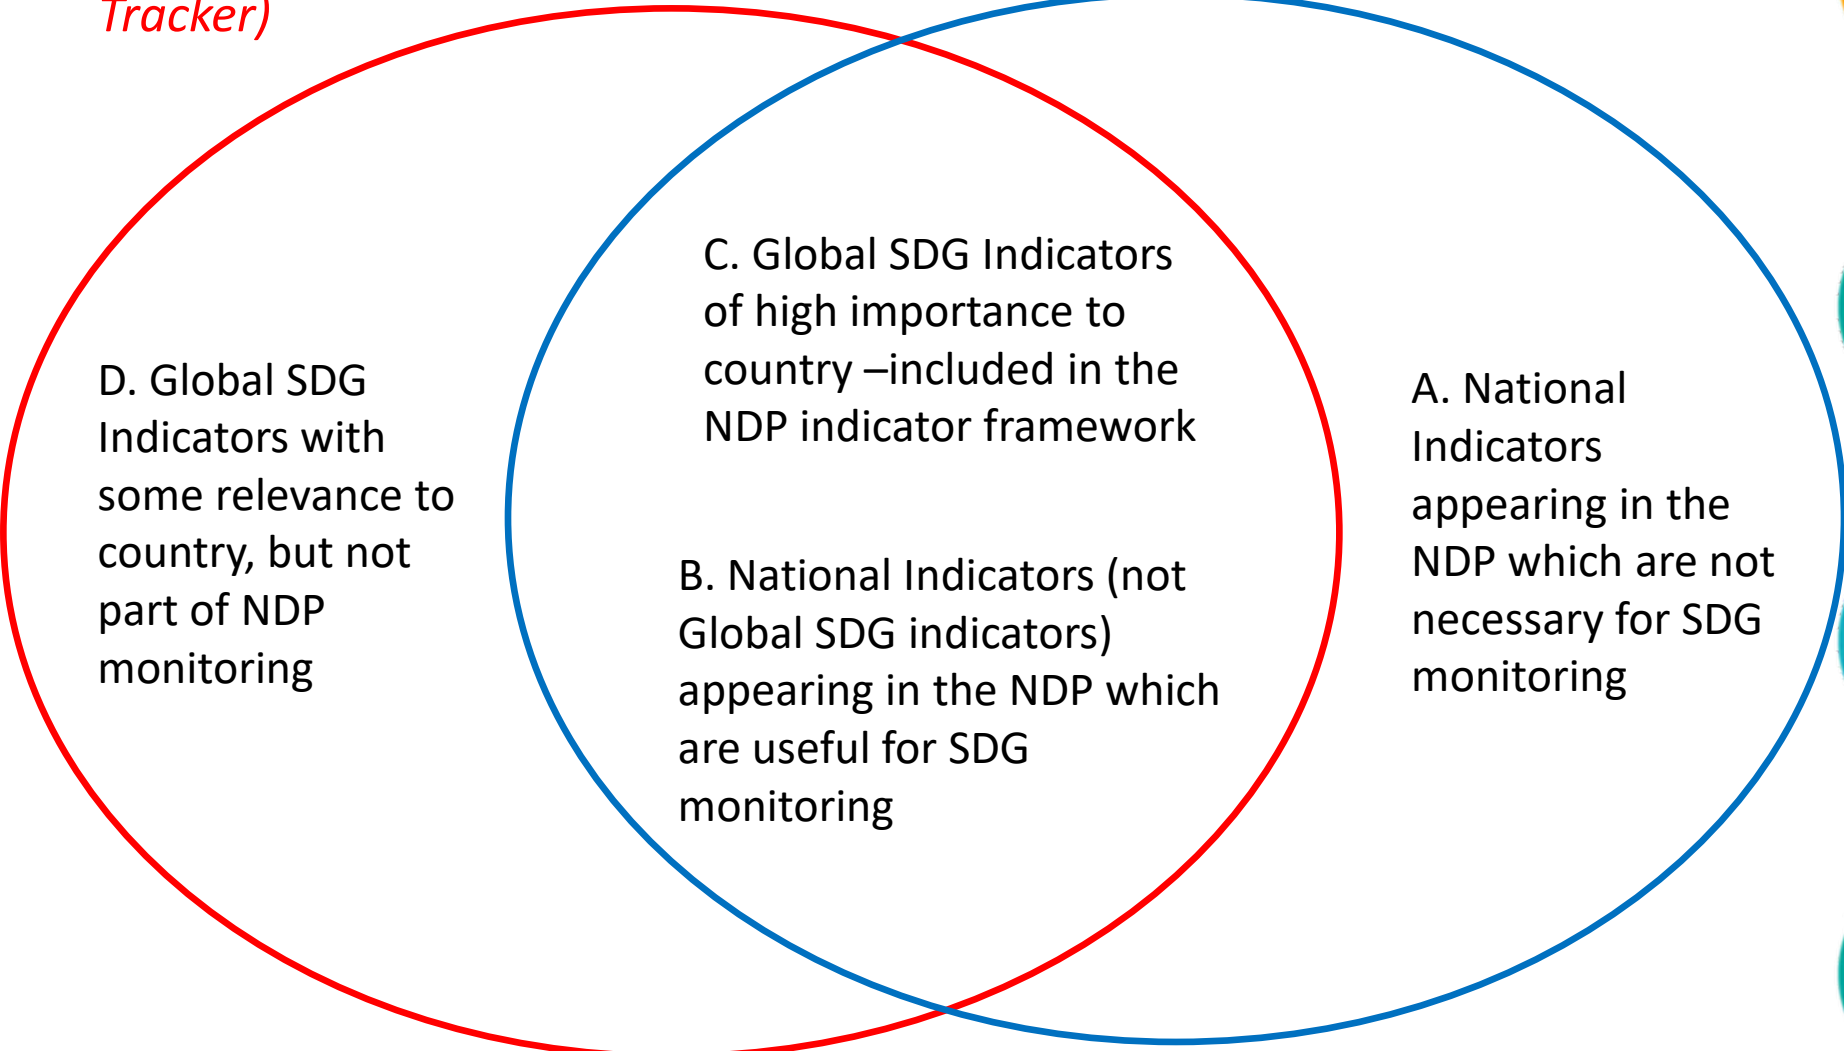 Tracker)
C. Global SDG Indicators
of high importance to
country –included in the
NDP indicator framework
D. Global SDG
Indicators with
some relevance to
country, but not
part of NDP
monitoring
A. National
Indicators
appearing in the
NDP which are not
necessary for SDG
monitoring
B. National Indicators (not
Global SDG indicators)
appearing in the NDP which
are useful for SDG
monitoring